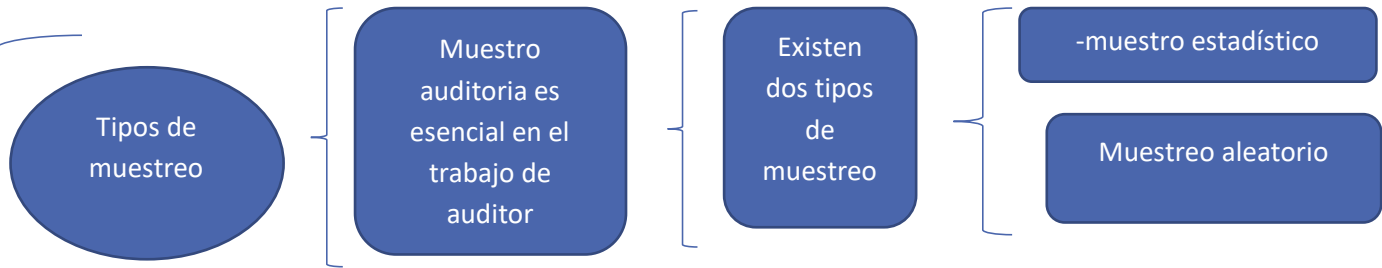 Tipos de
muestreo
Muestro
auditoria es
esencial en el
trabajo de
auditor
Existen
dos tipos
de
muestreo
-muestro estadístico
Muestreo aleatorio